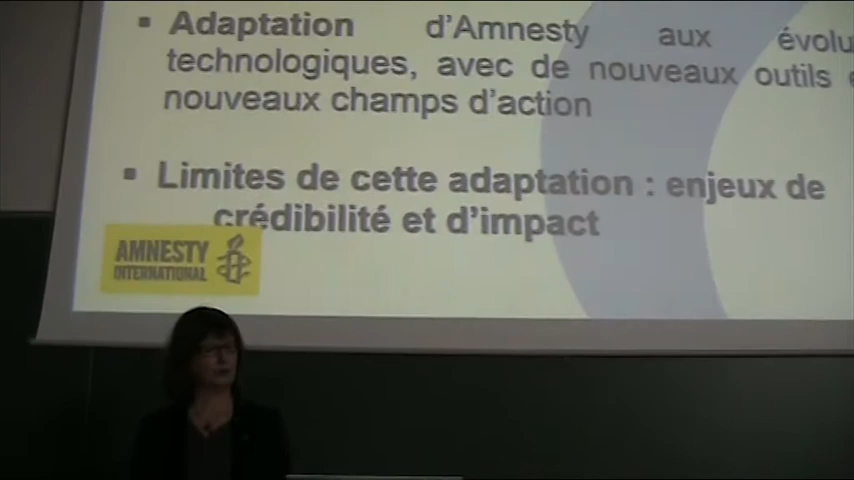 ▪ Adaptation d'Amnesty aux évolu
technologiques, avec de nouveaux outils e
nouveaux champs d'action
▪ Limites de cette adaptation : enjeux de
crédibilité et d'impact
AMNESTY
INTERNATIONAL